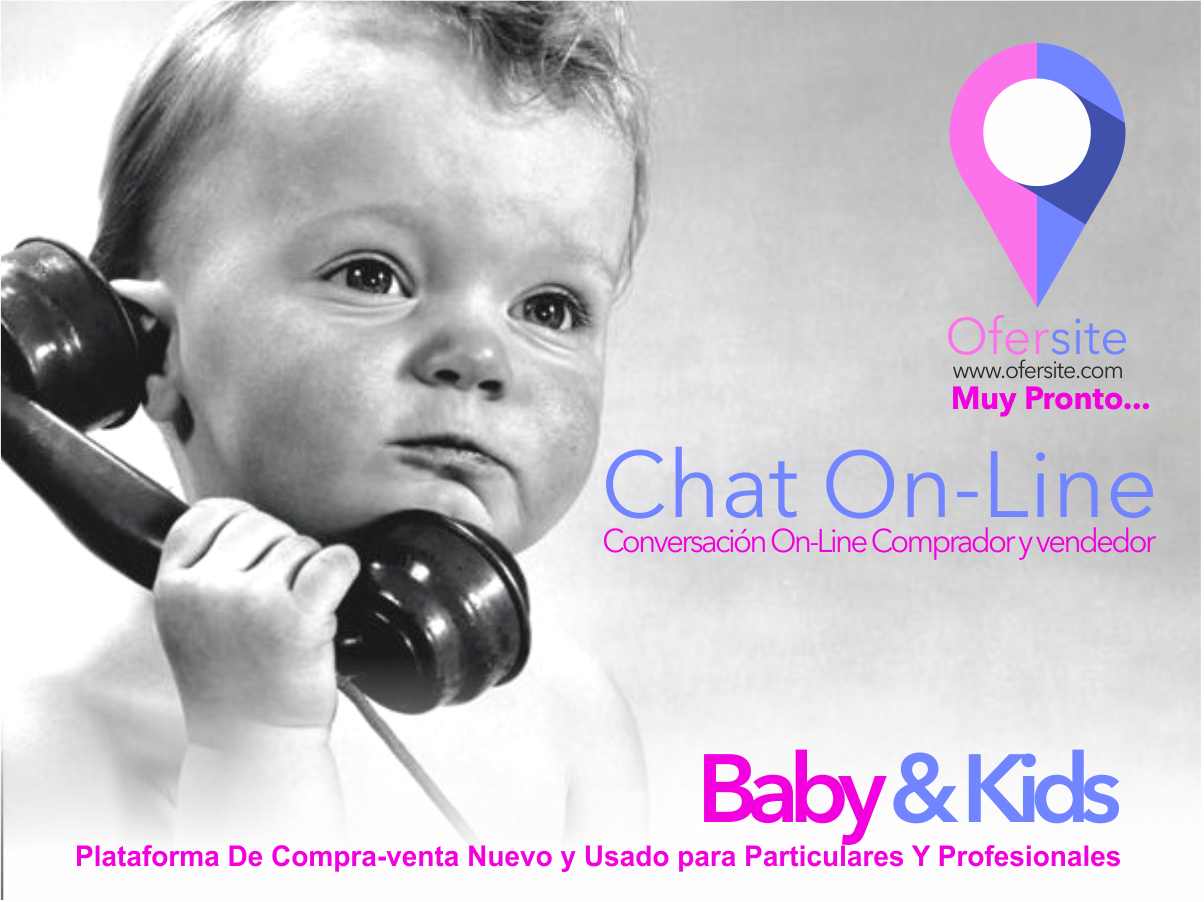 Ofersite
www.ofersite.com
Muy Pronto...
Chat On-Line
Conversación On-Line Comprador y vendedor
Baby & Kids
Plataforma De Compra-venta Nuevo y Usado para Particulares Y Profesionales